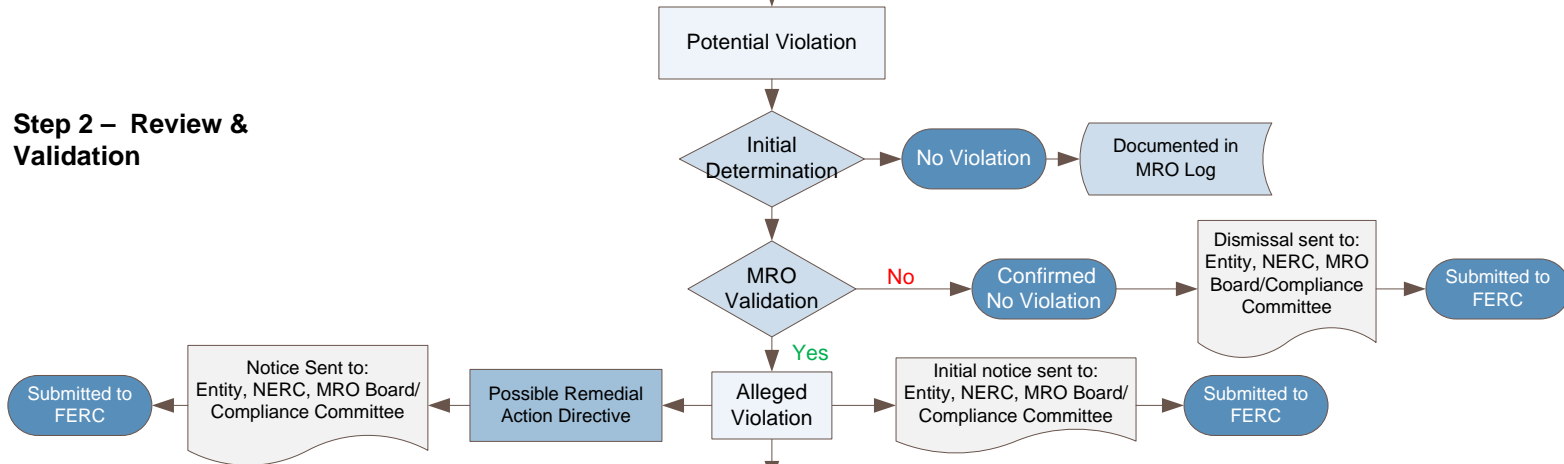 Potential Violation
Step 2 –  Review &
Validation
Initial
Determination
No Violation
Documented in
MRO Log
MRO
Validation
No
Confirmed
No Violation
Dismissal sent to:
Entity, NERC, MRO
Board/Compliance
Committee
Submitted to
FERC
Yes
Submitted to
FERC
Notice Sent to:
Entity, NERC, MRO Board/
Compliance Committee
Possible Remedial
Action Directive
Alleged
Violation
Initial notice sent to:
Entity, NERC, MRO Board/
Compliance Committee
Submitted to
FERC